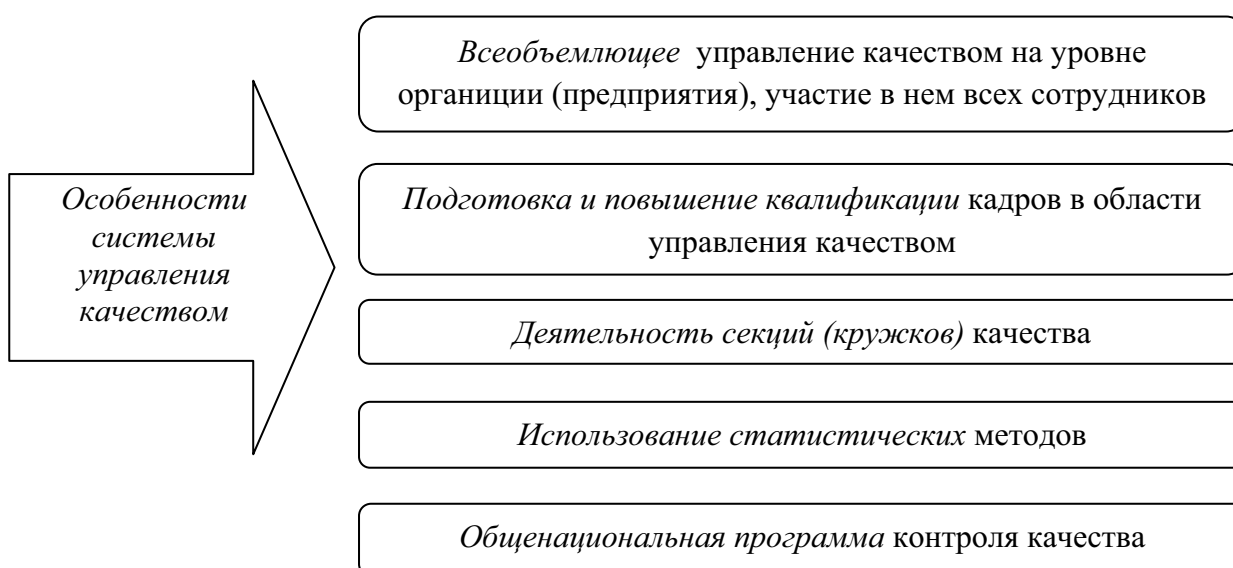 Особенности
системы
управления
качеством
Всеобъемлющее управление качеством на уровне
органиции (предприятия), участие в нем всех сотрудников
Подготовка и повышение квалификации кадров в области
управления качеством
Деятельность секций (кружков) качества
Использование статистических методов
Общенациональная программа контроля качества